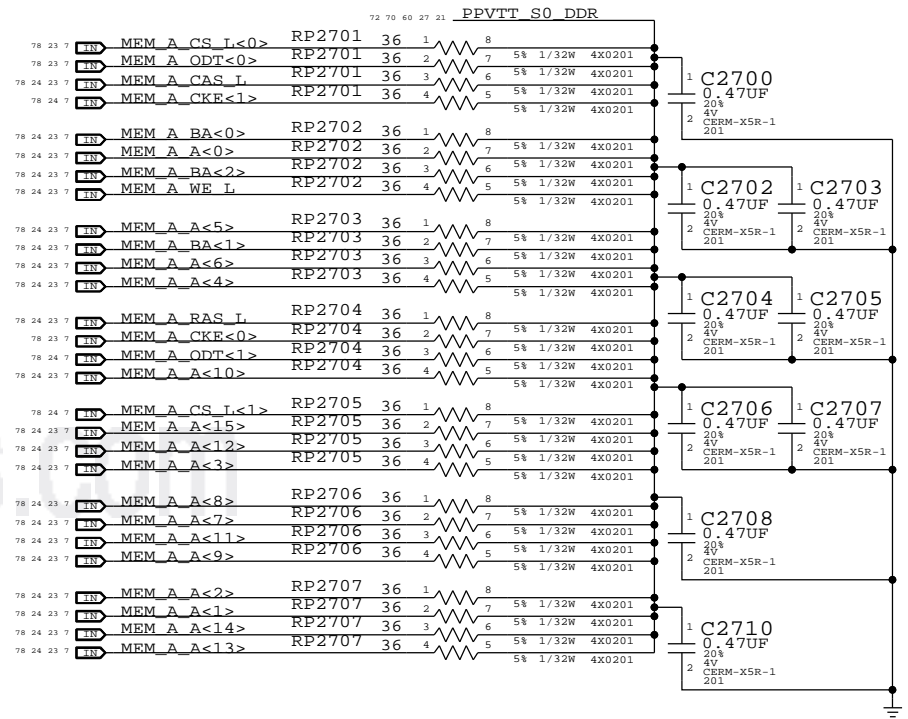 72 70 60 27 21 PPVTT_S0_DDR
78 23 7 IN MEM_A_CS_L<0> RP2701 36 1 8 5% 1/32W 4X0201
78 23 7 IN MEM_A_ODT<0> RP2701 36 2 7 5% 1/32W 4X0201
78 24 23 7 IN MEM_A_CAS_L RP2701 36 3 6 5% 1/32W 4X0201
78 24 7 IN MEM_A_CKE<1> RP2701 36 4 5 5% 1/32W 4X0201
78 24 23 7 IN MEM_A_BA<0> RP2702 36 1 8 5% 1/32W 4X0201
78 24 23 7 IN MEM_A_A<0> RP2702 36 2 7 5% 1/32W 4X0201
78 24 23 7 IN MEM_A_BA<2> RP2702 36 3 6 5% 1/32W 4X0201
78 24 23 7 IN MEM_A_WE_L RP2702 36 4 5 5% 1/32W 4X0201
78 24 23 7 IN MEM_A_A<5> RP2703 36 1 8 5% 1/32W 4X0201
78 24 23 7 IN MEM_A_BA<1> RP2703 36 2 7 5% 1/32W 4X0201
78 24 23 7 IN MEM_A_A<6> RP2703 36 3 6 5% 1/32W 4X0201
78 24 23 7 IN MEM_A_A<4> RP2703 36 4 5 5% 1/32W 4X0201
78 24 23 7 IN MEM_A_RAS_L RP2704 36 1 8 5% 1/32W 4X0201
78 23 7 IN MEM_A_CKE<0> RP2704 36 2 7 5% 1/32W 4X0201
78 24 7 IN MEM_A_ODT<1> RP2704 36 3 6 5% 1/32W 4X0201
78 24 23 7 IN MEM_A_A<10> RP2704 36 4 5 5% 1/32W 4X0201
78 24 7 IN MEM_A_CS_L<1> RP2705 36 1 8 5% 1/32W 4X0201
78 24 23 7 IN MEM_A_A<15> RP2705 36 2 7 5% 1/32W 4X0201
78 24 23 7 IN MEM_A_A<12> RP2705 36 3 6 5% 1/32W 4X0201
78 24 23 7 IN MEM_A_A<3> RP2705 36 4 5 5% 1/32W 4X0201
78 24 23 7 IN MEM_A_A<8> RP2706 36 1 8 5% 1/32W 4X0201
78 24 23 7 IN MEM_A_A<7> RP2706 36 2 7 5% 1/32W 4X0201
78 24 23 7 IN MEM_A_A<11> RP2706 36 3 6 5% 1/32W 4X0201
78 24 23 7 IN MEM_A_A<9> RP2706 36 4 5 5% 1/32W 4X0201
78 24 23 7 IN MEM_A_A<2> RP2707 36 1 8 5% 1/32W 4X0201
78 24 23 7 IN MEM_A_A<1> RP2707 36 2 7 5% 1/32W 4X0201
78 24 23 7 IN MEM_A_A<14> RP2707 36 3 6 5% 1/32W 4X0201
78 24 23 7 IN MEM_A_A<13> RP2707 36 4 5 5% 1/32W 4X0201
1 C2700
0.47UF
20%
4V
2 CERM-X5R-1
201
1 C2702 1 C2703
0.47UF 0.47UF
20% 20%
4V 4V
2 CERM-X5R-1 2 CERM-X5R-1
201 201
1 C2704 1 C2705
0.47UF 0.47UF
20% 20%
4V 4V
2 CERM-X5R-1 2 CERM-X5R-1
201 201
1 C2706 1 C2707
0.47UF 0.47UF
20% 20%
4V 4V
2 CERM-X5R-1 2 CERM-X5R-1
201 201
1 C2708
0.47UF
20%
4V
2 CERM-X5R-1
201
1 C2710
0.47UF
20%
4V
2 CERM-X5R-1
201
.com